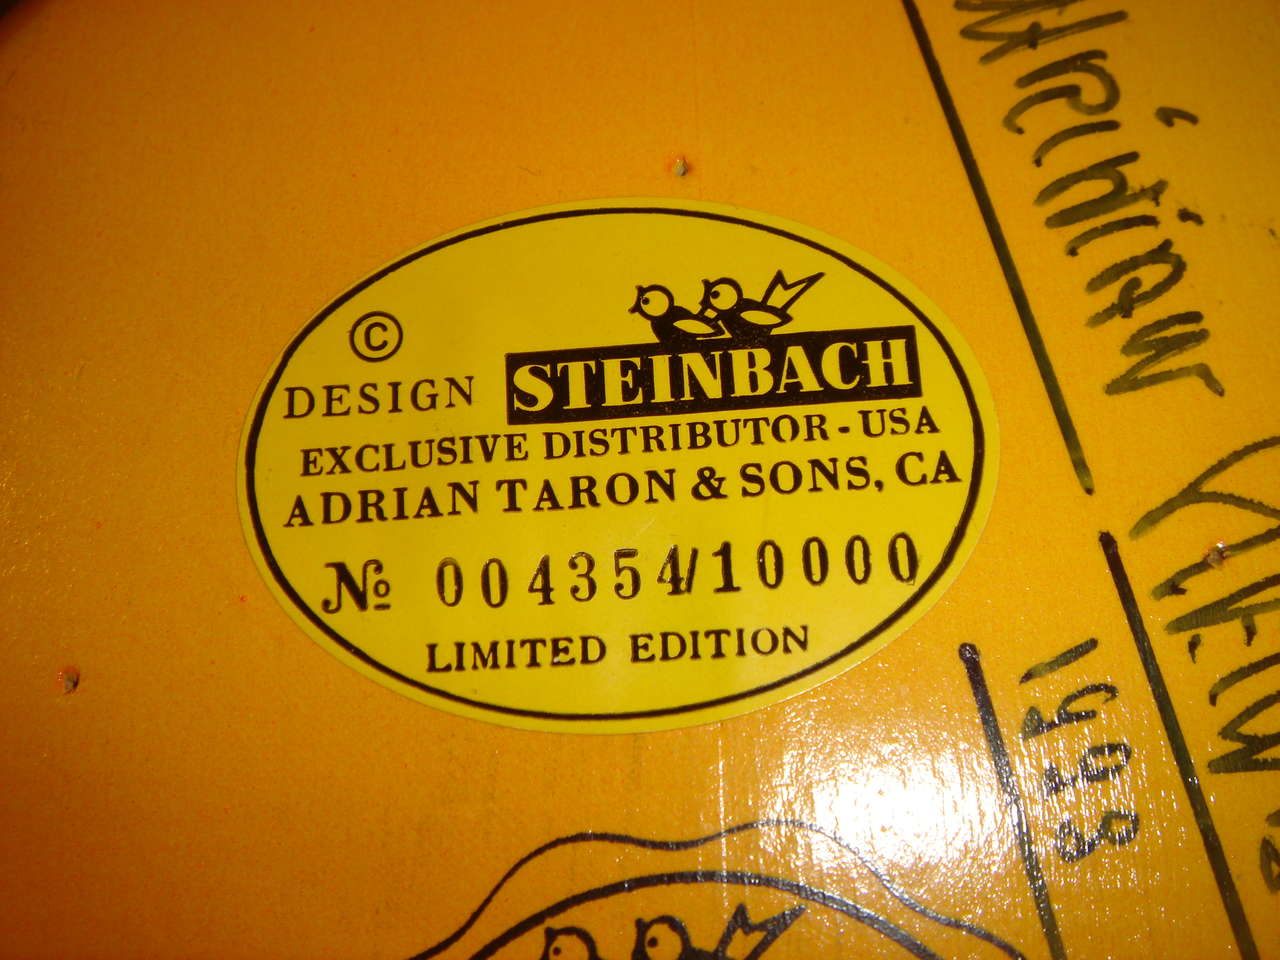 ©
DESIGN STEINBACH
EXCLUSIVE DISTRIBUTOR - USA
ADRIAN TARON & SONS, CA
№ 004354/10000
LIMITED EDITION